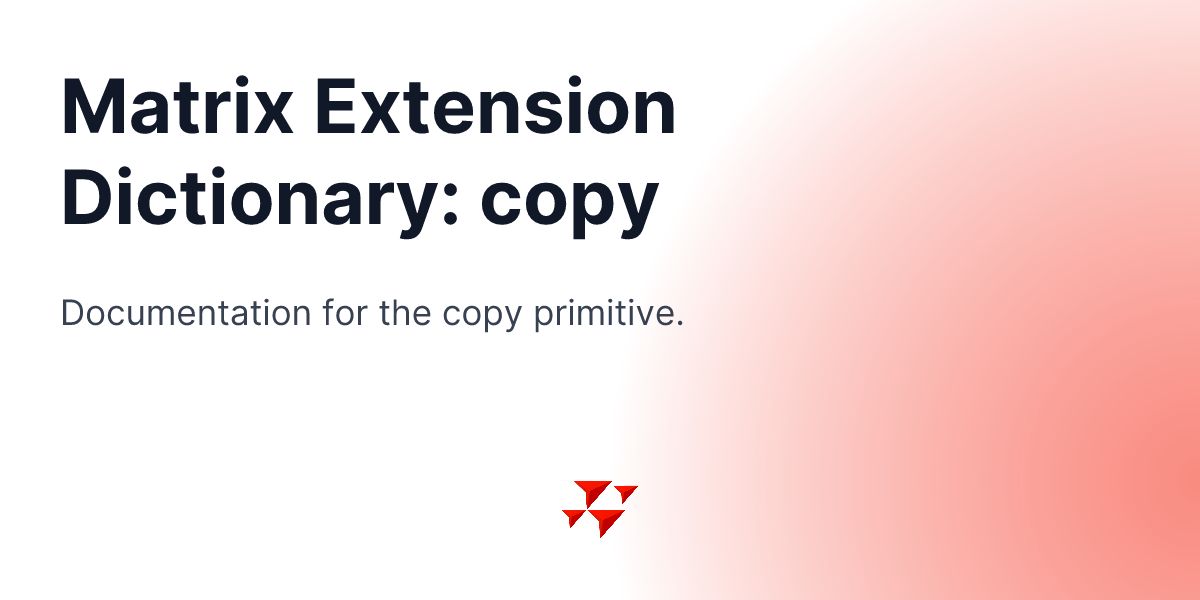 Matrix Extension
Dictionary: copy
Documentation for the copy primitive.